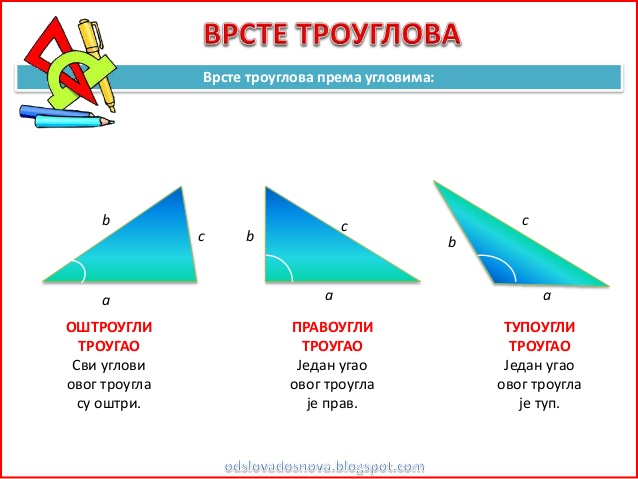 ВРСТЕ ТРОУГЛОВА
Врсте троуглова према угловима:
b
c
a
ОШТРОУГЛИ
ТРОУГАО
Сви углови
овог троугла
су оштри.
b
c
a
ПРАВОУГЛИ
ТРОУГАО
Један угао
овог троугла
је прав.
c
b
a
ТУПОУГЛИ
ТРОУГАО
Један угао
овог троугла
је туп.
odslovadosnova.blogspot.com